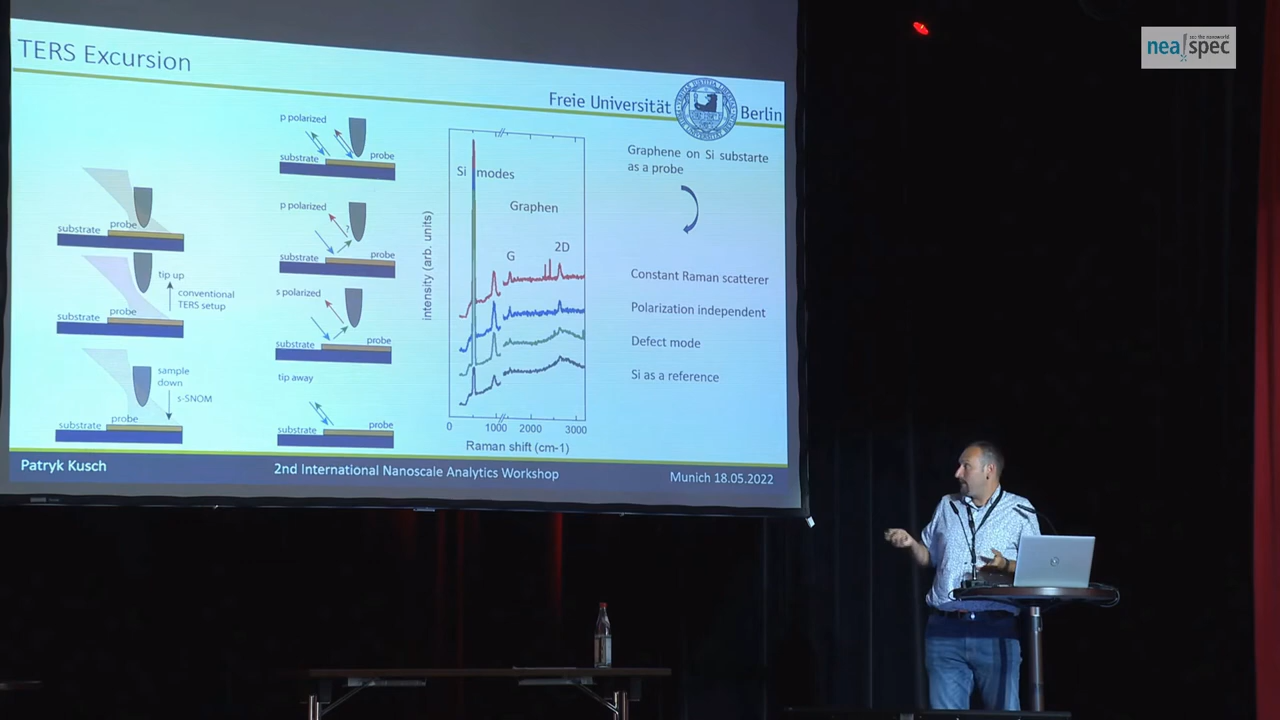 see the nanoworld
nea spec
TERS Excursion
Freie Universität Berlin
substrate
probe
substrate
probe
tip up
conventional
TERS setup
substrate
probe
sample
down
s-SNOM
p polarized
substrate
probe
p polarized
?
substrate
probe
s polarized
substrate
probe
tip away
substrate
probe
intensity (arb. units)
Si modes
Graphen
G
2D
0
1000
2000
3000
Raman shift (cm-1)
Graphene on Si substarte
as a probe
Constant Raman scatterer
Polarization independent
Defect mode
Si as a reference
Patryk Kusch
2nd International Nanoscale Analytics Workshop
Munich 18.05.2022